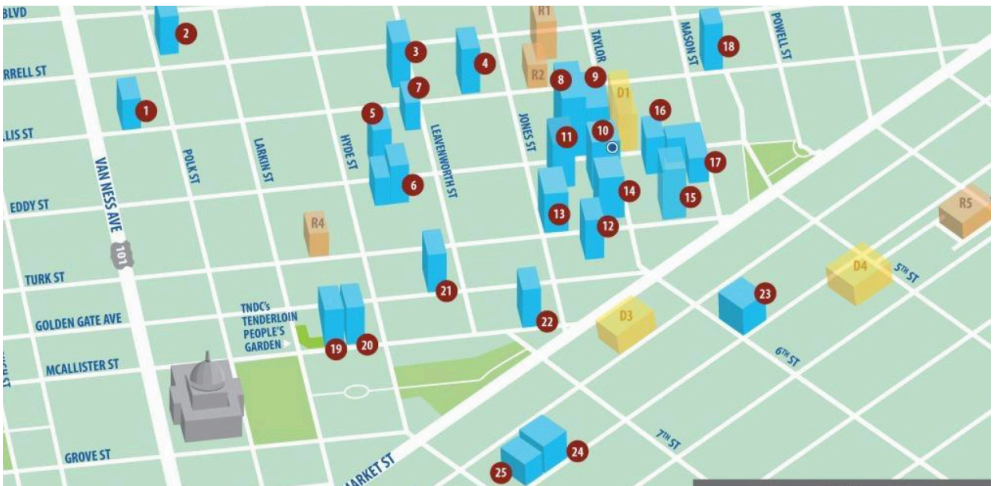 BLVD
RRELL ST
LLIS ST
EDDY ST
TURK ST
GOLDEN GATE AVE
MCALLISTER ST
GROVE ST
VAN NESS AVE
101
POLK ST
LARKIN ST
HYDE ST
LEAVENWORTH ST
JONES ST
TAYLOR
MASON ST
POWELL ST
5TH ST
6TH ST
7TH ST
MARKET ST
TNDC's
TENDERLOIN
PEOPLE'S
GARDEN
1
2
3
4
5
6
7
8
9
10
11
12
13
14
15
16
17
18
19
20
21
22
23
24
25
R1
R2
R4
R5
D1
D3
D4